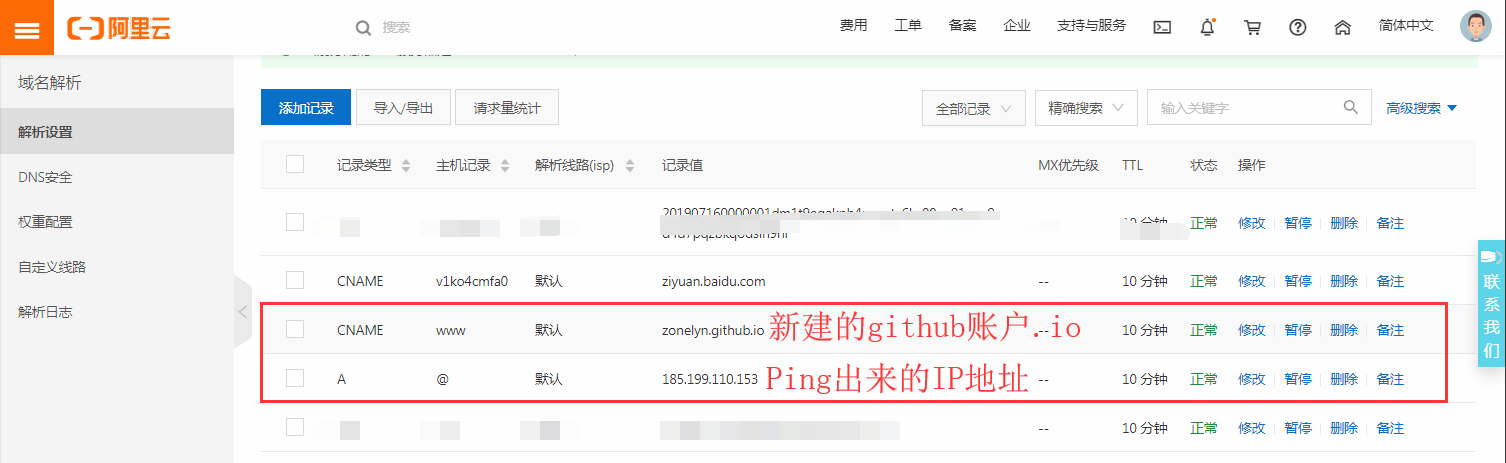 阿里云 搜索 费用 工单 备案 企业 支持与服务 简体中文
域名解析
解析设置
DNS安全
权重配置
自定义线路
解析日志
添加记录 导入/导出 请求量统计 全部记录 精确搜索 输入关键字 高级搜索
记录类型 主机记录 解析线路(isp) 记录值 MX优先级 TTL 状态 操作
10 分钟 正常 修改 暂停 删除 备注
CNAME v1ko4cmfa0 默认 ziyuan.baidu.com -- 10 分钟 正常 修改 暂停 删除 备注
CNAME www 默认 zonelyn.github.io 新建的github账户.io -- 10 分钟 正常 修改 暂停 删除 备注
A @ 默认 185.199.110.153 Ping出来的IP地址 -- 10 分钟 正常 修改 暂停 删除 备注
-- 10 分钟 正常 修改 暂停 删除 备注
联系我们